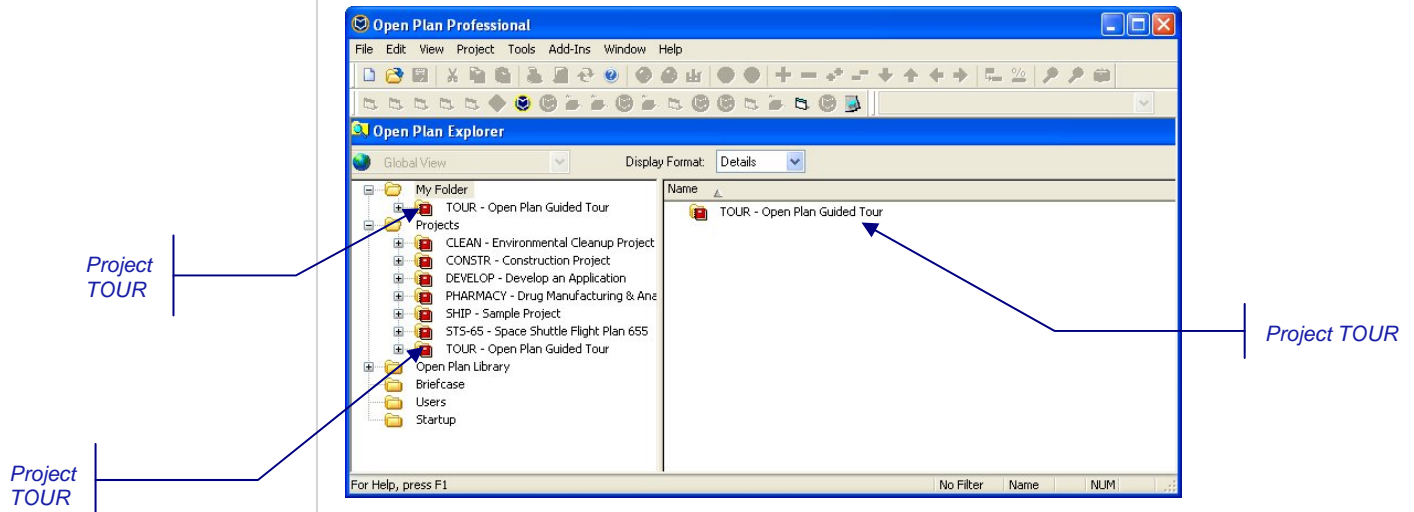 Open Plan Professional
File Edit View Project Tools Add-Ins Window Help
Open Plan Explorer
Global View Display Format: Details
My Folder
TOUR - Open Plan Guided Tour
Projects
CLEAN - Environmental Cleanup Project
CONSTR - Construction Project
DEVELOP - Develop an Application
PHARMACY - Drug Manufacturing & Ana
SHIP - Sample Project
STS-65 - Space Shuttle Flight Plan 655
TOUR - Open Plan Guided Tour
Open Plan Library
Briefcase
Users
Startup
Name
TOUR - Open Plan Guided Tour
For Help, press F1 No Filter Name NUM
Project
TOUR
Project
TOUR
Project TOUR